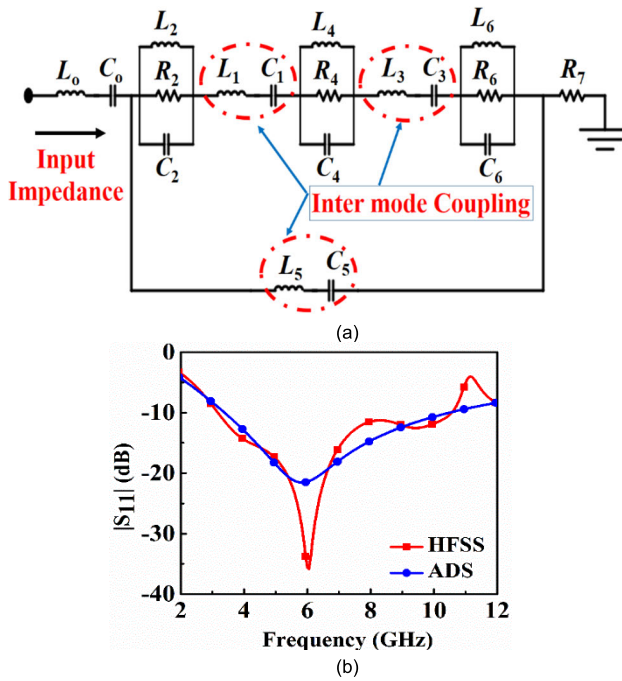 L₂ L₄ L₆
Lₒ Cₒ R₂ L₁ C₁ R₄ L₃ C₃ R₆ R₇
C₂ C₄ C₆
Input
Impedance
Inter mode Coupling
L₅ C₅
(a)
0
-10
-20
-30
-40
|S₁₁| (dB)
HFSS
ADS
2 4 6 8 10 12
Frequency (GHz)
(b)